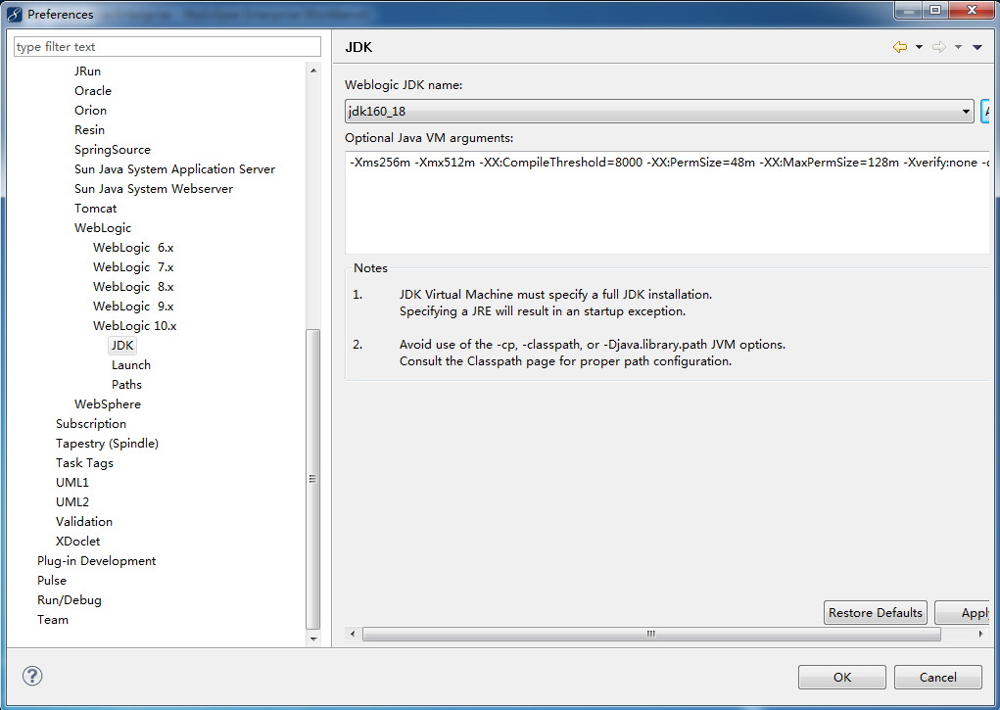 Preferences
type filter text
JRun
Oracle
Orion
Resin
SpringSource
Sun Java System Application Server
Sun Java System Webserver
Tomcat
WebLogic
WebLogic  6.x
WebLogic  7.x
WebLogic  8.x
WebLogic  9.x
WebLogic 10.x
JDK
Launch
Paths
WebSphere
Subscription
Tapestry (Spindle)
Task Tags
UML1
UML2
Validation
XDoclet
Plug-in Development
Pulse
Run/Debug
Team
JDK
Weblogic JDK name:
jdk160_18
Optional Java VM arguments:
-Xms256m -Xmx512m -XX:CompileThreshold=8000 -XX:PermSize=48m -XX:MaxPermSize=128m -Xverify:none
Notes
1. JDK Virtual Machine must specify a full JDK installation.
Specifying a JRE will result in an startup exception.
2. Avoid use of the -cp, -classpath, or -Djava.library.path JVM options.
Consult the Classpath page for proper path configuration.
Restore Defaults
Apply
OK
Cancel